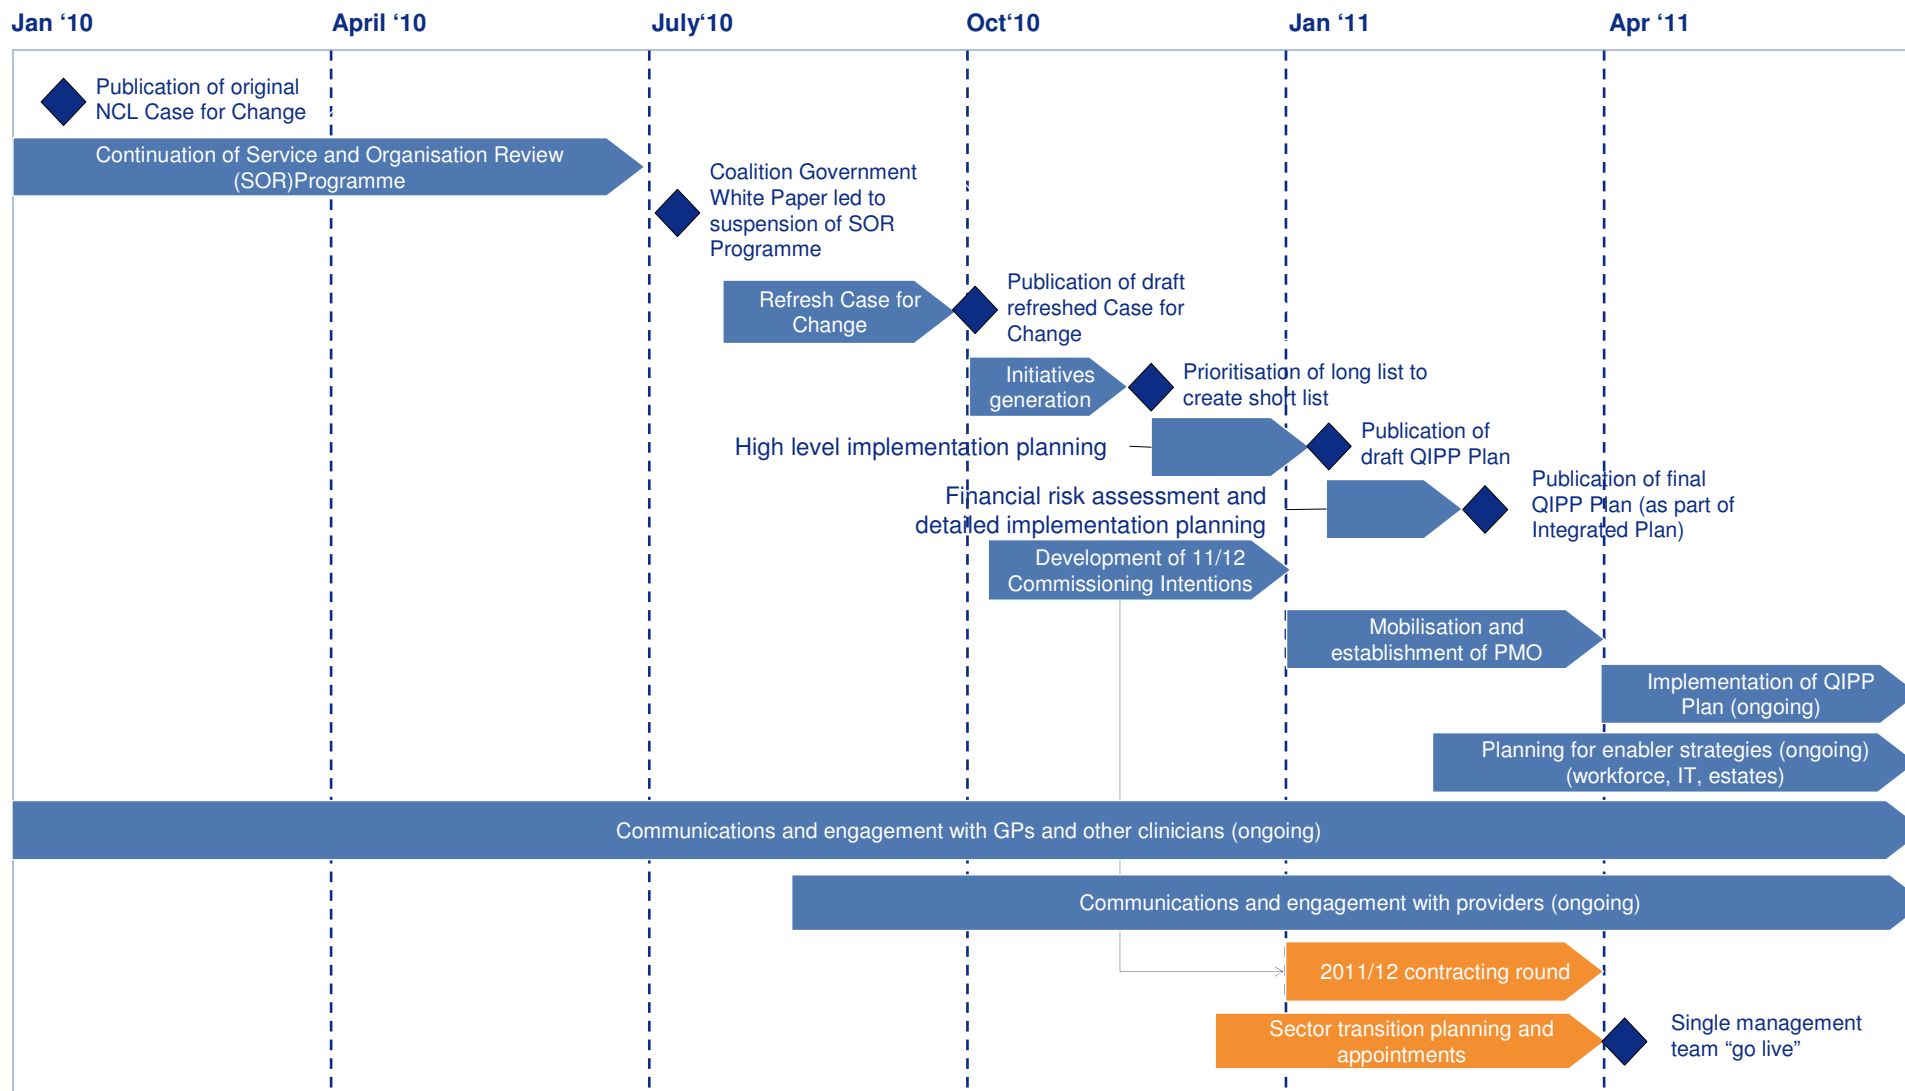 Jan ‘10
April ‘10
July‘10
Oct‘10
Jan ‘11
Apr ‘11
Publication of original
NCL Case for Change
Continuation of Service and Organisation Review
(SOR)Programme
Coalition Government
White Paper led to
suspension of SOR
Programme
Refresh Case for
Change
Publication of draft
refreshed Case for
Change
Initiatives
generation
Prioritisation of long list to
create short list
High level implementation planning
Publication of
draft QIPP Plan
Financial risk assessment and
detailed implementation planning
Publication of final
QIPP Plan (as part of
Integrated Plan)
Development of 11/12
Commissioning Intentions
Mobilisation and
establishment of PMO
Implementation of QIPP
Plan (ongoing)
Planning for enabler strategies (ongoing)
(workforce, IT, estates)
Communications and engagement with GPs and other clinicians (ongoing)
Communications and engagement with providers (ongoing)
2011/12 contracting round
Sector transition planning and
appointments
Single management
team “go live”